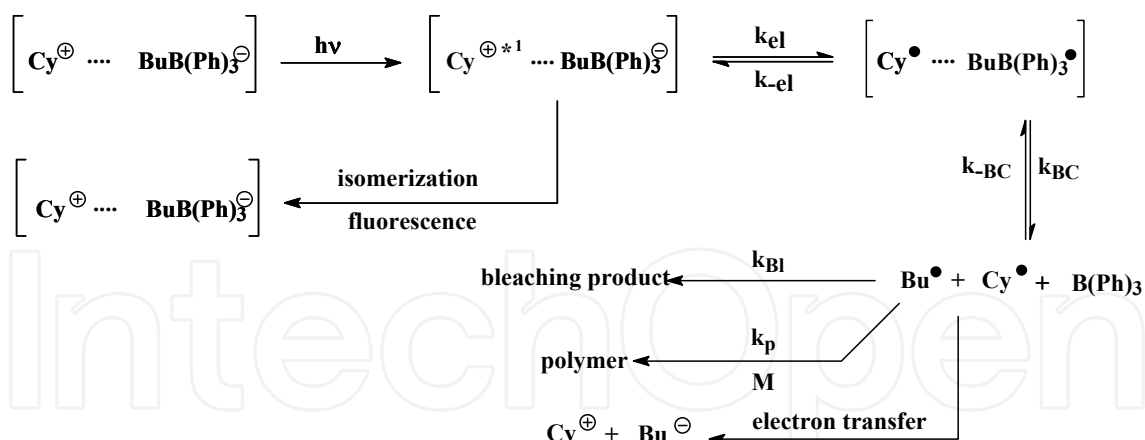 [ Cy⊕ ···· BuB(Ph)3⊖ ] hν [ Cy⊕*1 ···· BuB(Ph)3⊖ ] kel [ Cy● ···· BuB(Ph)3● ]
k-el
[ Cy⊕ ···· BuB(Ph)3⊖ ] isomerization k-BC kBC
fluorescence
bleaching product kBl Bu● + Cy● + B(Ph)3
polymer kp
M
Cy⊕ + Bu⊖ electron transfer
IntechOpen